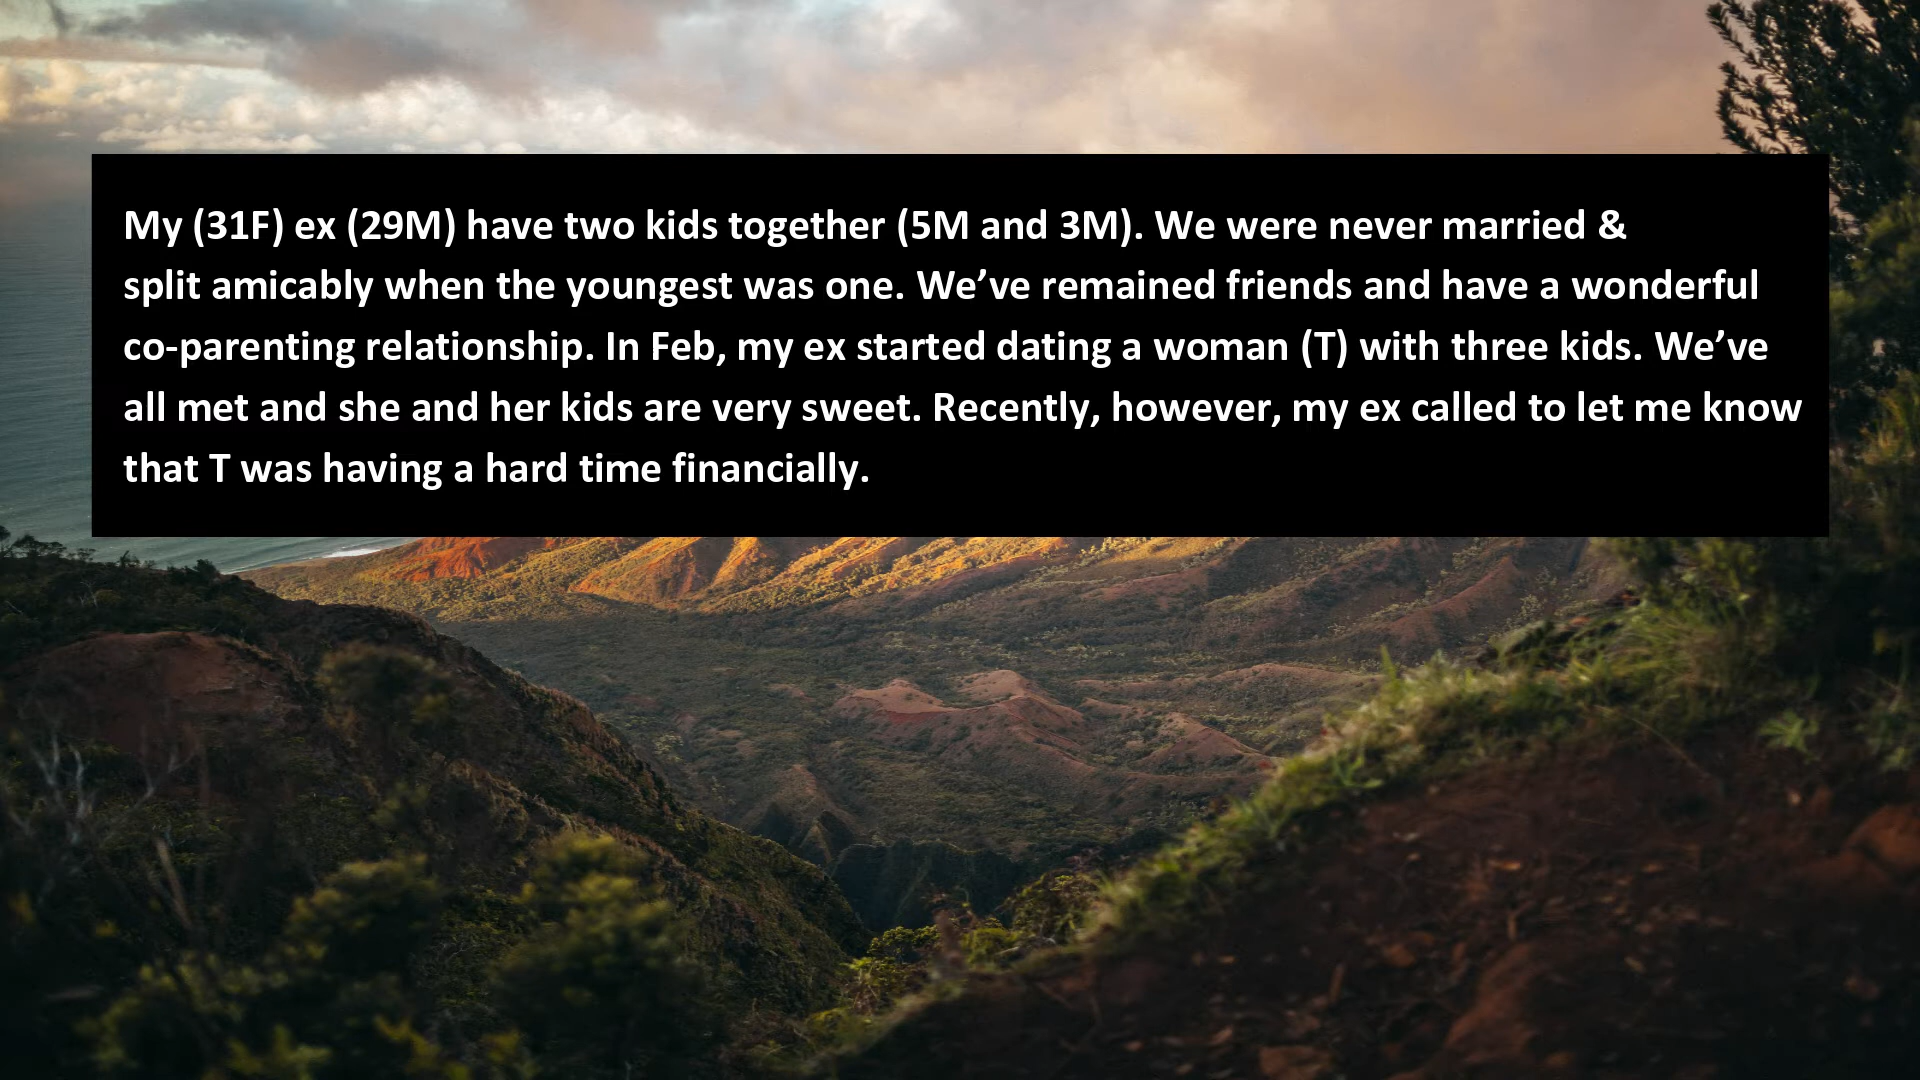 My (31F) ex (29M) have two kids together (5M and 3M). We were never married &
split amicably when the youngest was one. We’ve remained friends and have a wonderful
co-parenting relationship. In Feb, my ex started dating a woman (T) with three kids. We’ve
all met and she and her kids are very sweet. Recently, however, my ex called to let me know
that T was having a hard time financially.